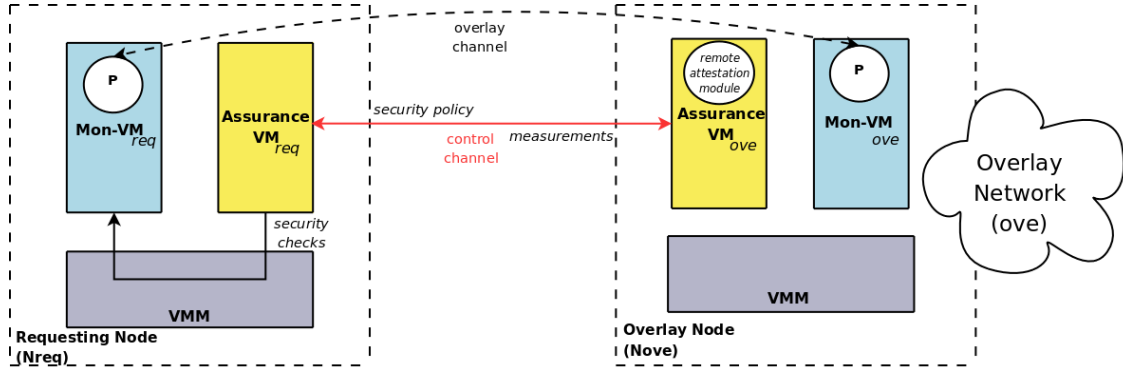 overlay
channel
P
Mon-VM
req
Assurance
VM
req
security policy
control
channel
measurements
remote
attestation
module
Assurance
VM
ove
P
Mon-VM
ove
Overlay
Network
(ove)
security
checks
VMM
Requesting Node
(Nreq)
VMM
Overlay Node
(Nove)